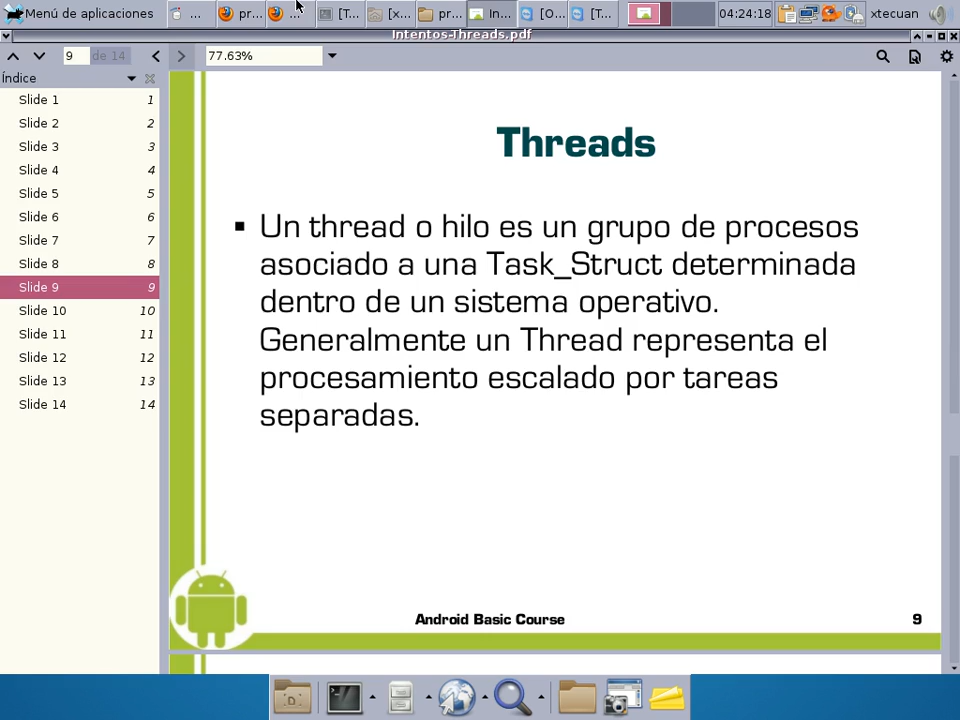 Menú de aplicaciones ... pr... ... [T... [x... pr... In... [O... [T... 04:24:18 xtecuan
Intentos-Threads.pdf
9 de 14 77.63%
Índice
Slide 1 1
Slide 2 2
Slide 3 3
Slide 4 4
Slide 5 5
Slide 6 6
Slide 7 7
Slide 8 8
Slide 9 9
Slide 10 10
Slide 11 11
Slide 12 12
Slide 13 13
Slide 14 14
Threads
▪ Un thread o hilo es un grupo de procesos
asociado a una Task_Struct determinada
dentro de un sistema operativo.
Generalmente un Thread representa el
procesamiento escalado por tareas
separadas.
Android Basic Course 9